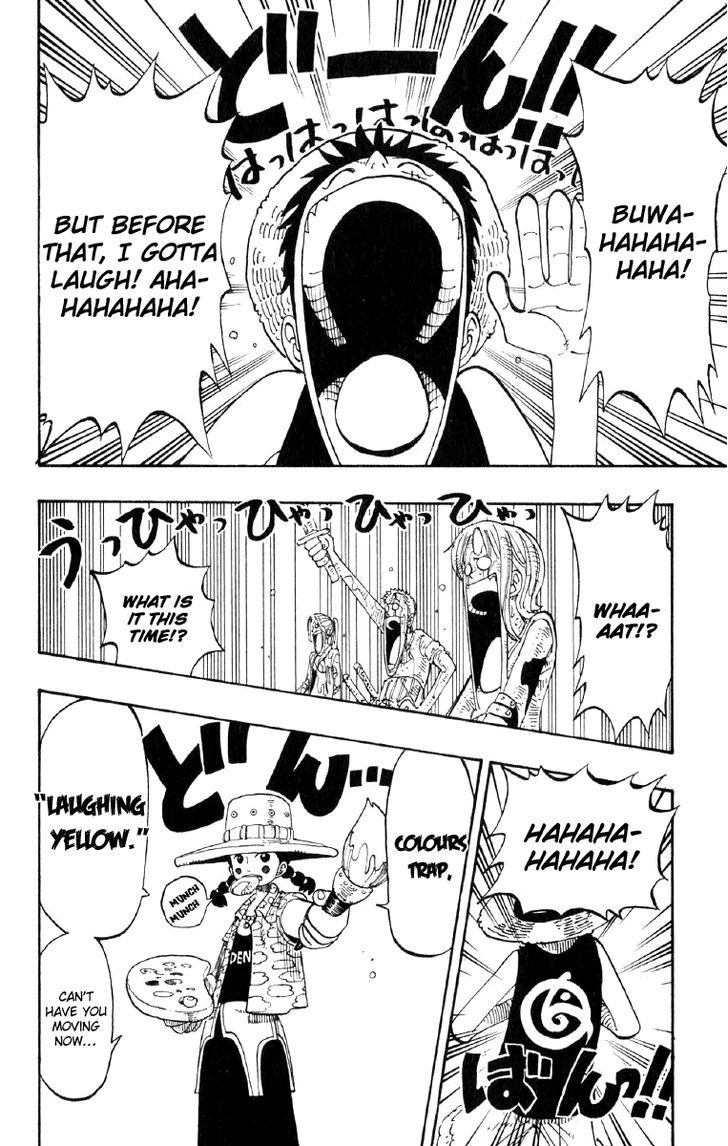 どーん!!
はっはっはっはっはっはっはっ
BUWA-
HAHAHA-
HAHA!
BUT BEFORE
THAT, I GOTTA
LAUGH! AHA-
HAHAHAHA!
うっひゃっひゃっひゃっひゃっ
WHAA-
AAT!?
WHAT IS
IT THIS
TIME!?
HAHAHA-
HAHAHA!
ばんっ!!
どん...
COLOURS
TRAP,
"LAUGHING
YELLOW."
MUNCH
MUNCH
DEN
CAN'T
HAVE YOU
MOVING
NOW...